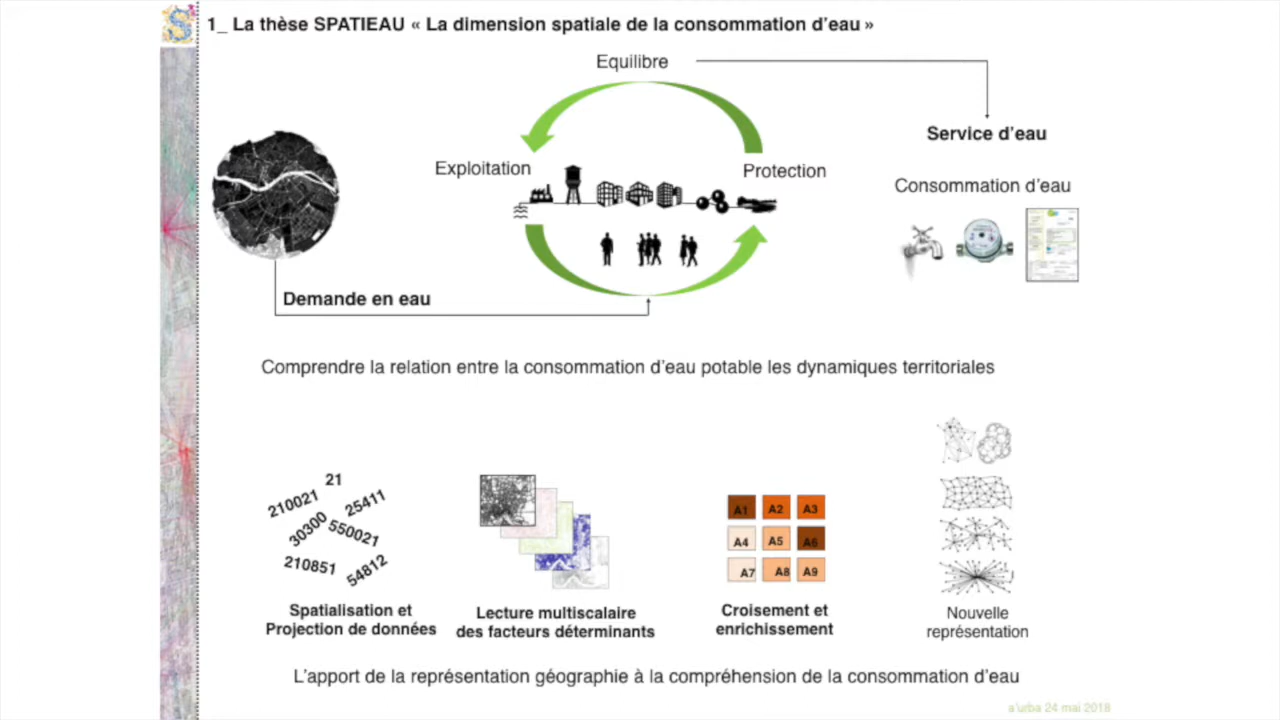 1_ La thèse SPATIEAU « La dimension spatiale de la consommation d’eau »
Equilibre
Service d’eau
Exploitation
Protection
Consommation d’eau
Demande en eau
Comprendre la relation entre la consommation d’eau potable les dynamiques territoriales
21
210021
25411
30300
550021
210851
54812
A1 A2 A3
A4 A5 A6
A7 A8 A9
Spatialisation et
Projection de données
Lecture multiscalaire
des facteurs déterminants
Croisement et
enrichissement
Nouvelle
représentation
L’apport de la représentation géographie à la compréhension de la consommation d’eau
a'urba 24 mai 2018